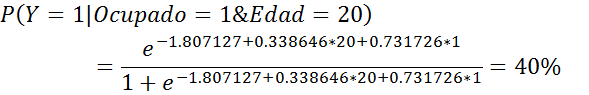 P(Y = 1|Ocupado = 1&Edad = 20)
= e^{-1.807127+0.338646*20+0.731726*1} / 1 + e^{-1.807127+0.338646*20+0.731726*1} = 40%